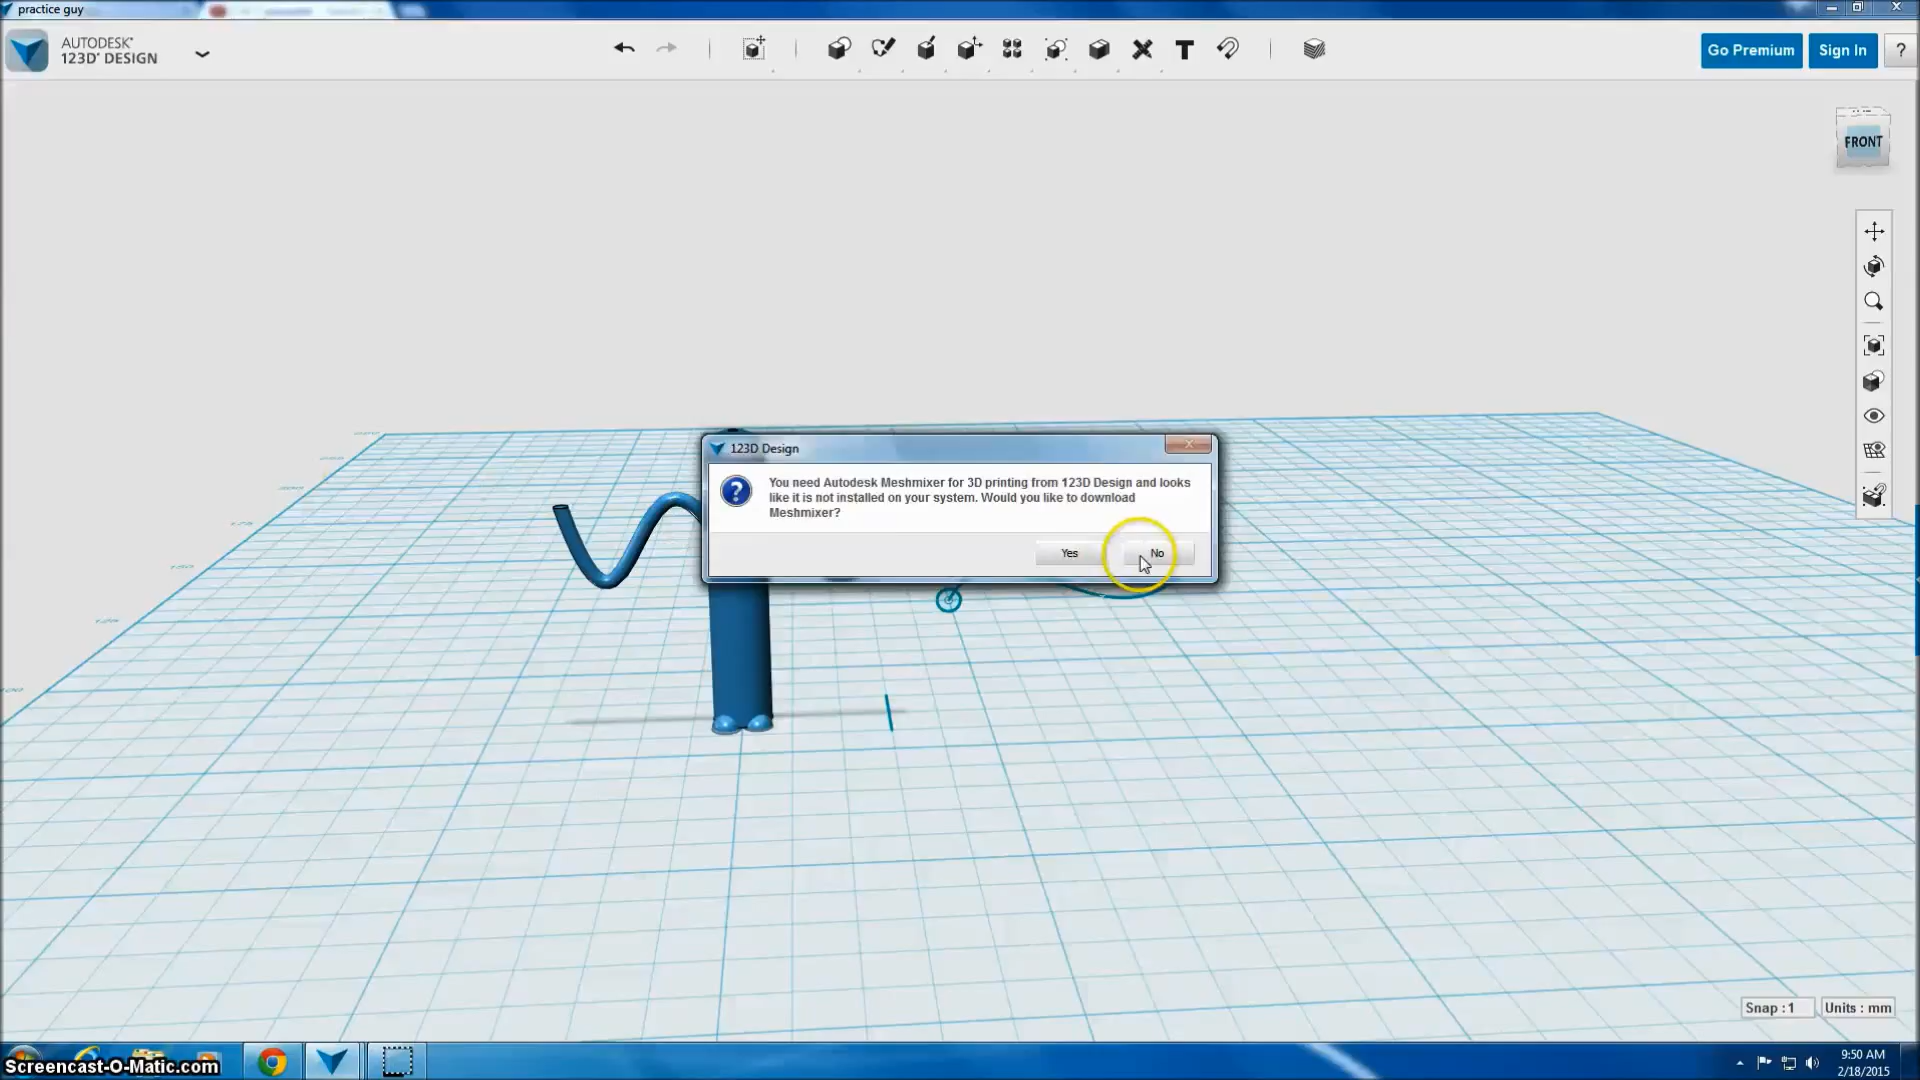 practice guy
AUTODESK®
123D® DESIGN
Go Premium
Sign In
?
FRONT
123D Design
You need Autodesk Meshmixer for 3D printing from 123D Design and looks
like it is not installed on your system. Would you like to download
Meshmixer?
Yes
No
Snap : 1
Units : mm
Screencast-O-Matic.com
9:50 AM
2/18/2015